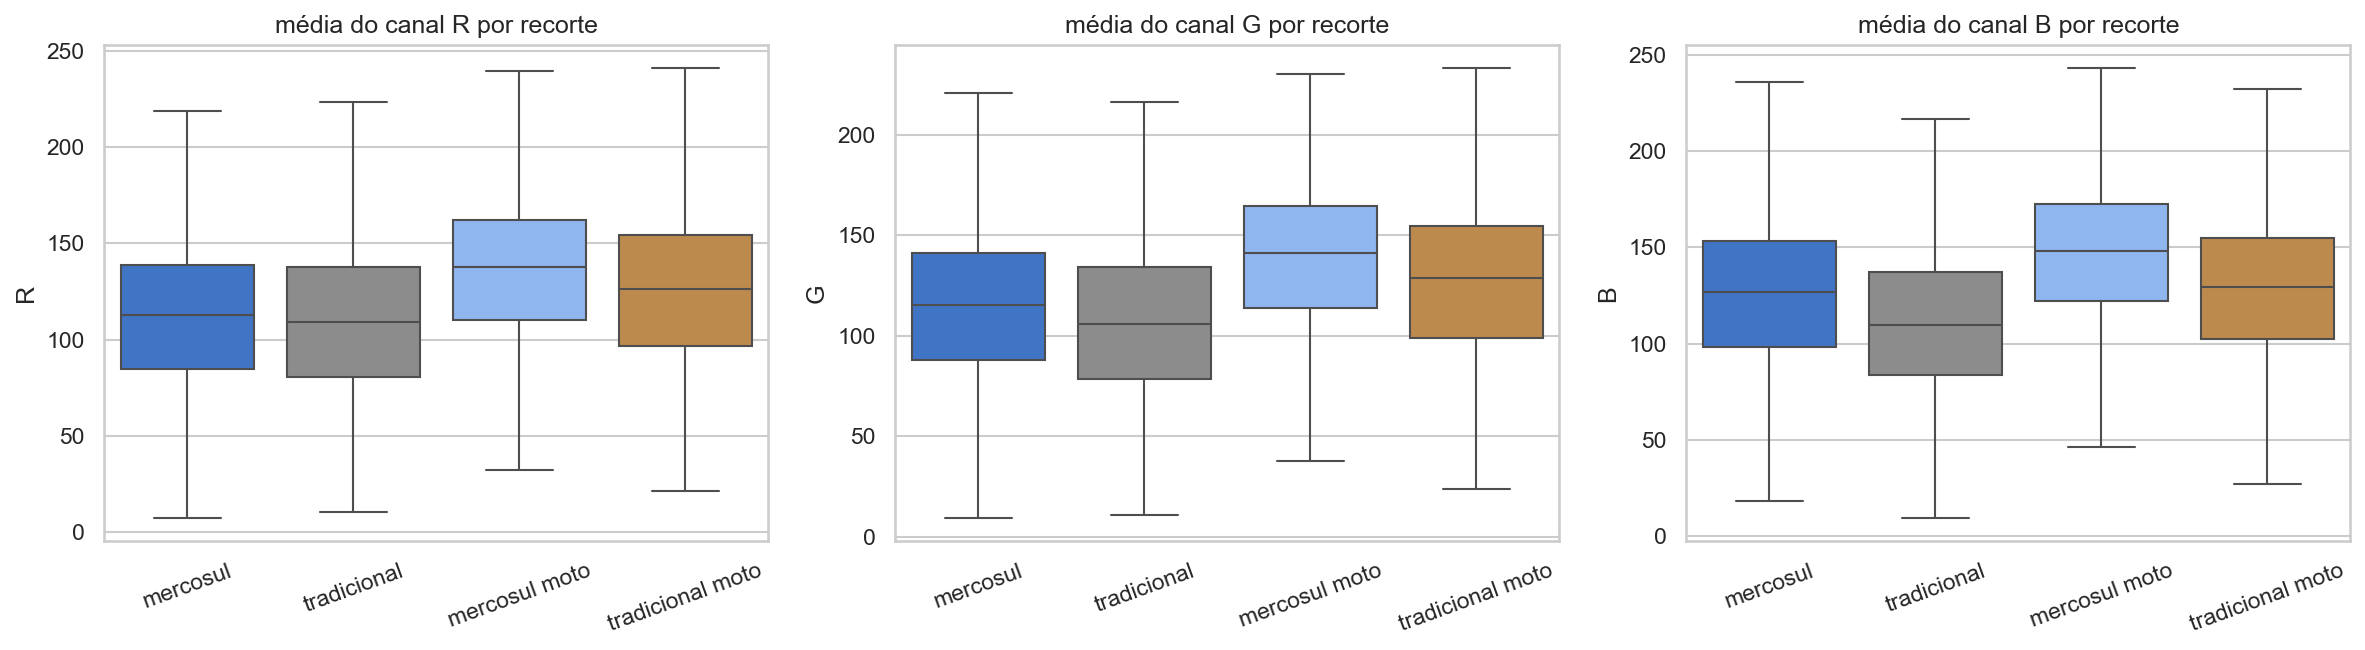 média do canal R por recorte
250
200
150
100
50
0
R
mercosul
tradicional
mercosul moto
tradicional moto
média do canal G por recorte
200
150
100
50
0
G
mercosul
tradicional
mercosul moto
tradicional moto
média do canal B por recorte
250
200
150
100
50
0
B
mercosul
tradicional
mercosul moto
tradicional moto